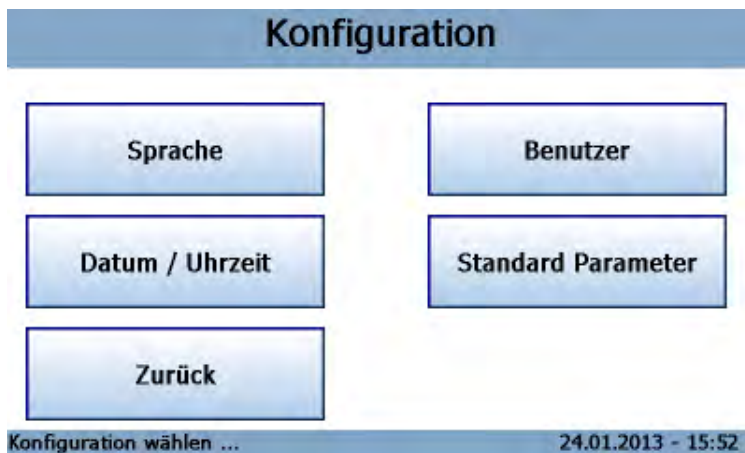 Konfiguration
Sprache
Benutzer
Datum / Uhrzeit
Standard Parameter
Zurück
Konfiguration wählen ...
24.01.2013 - 15:52